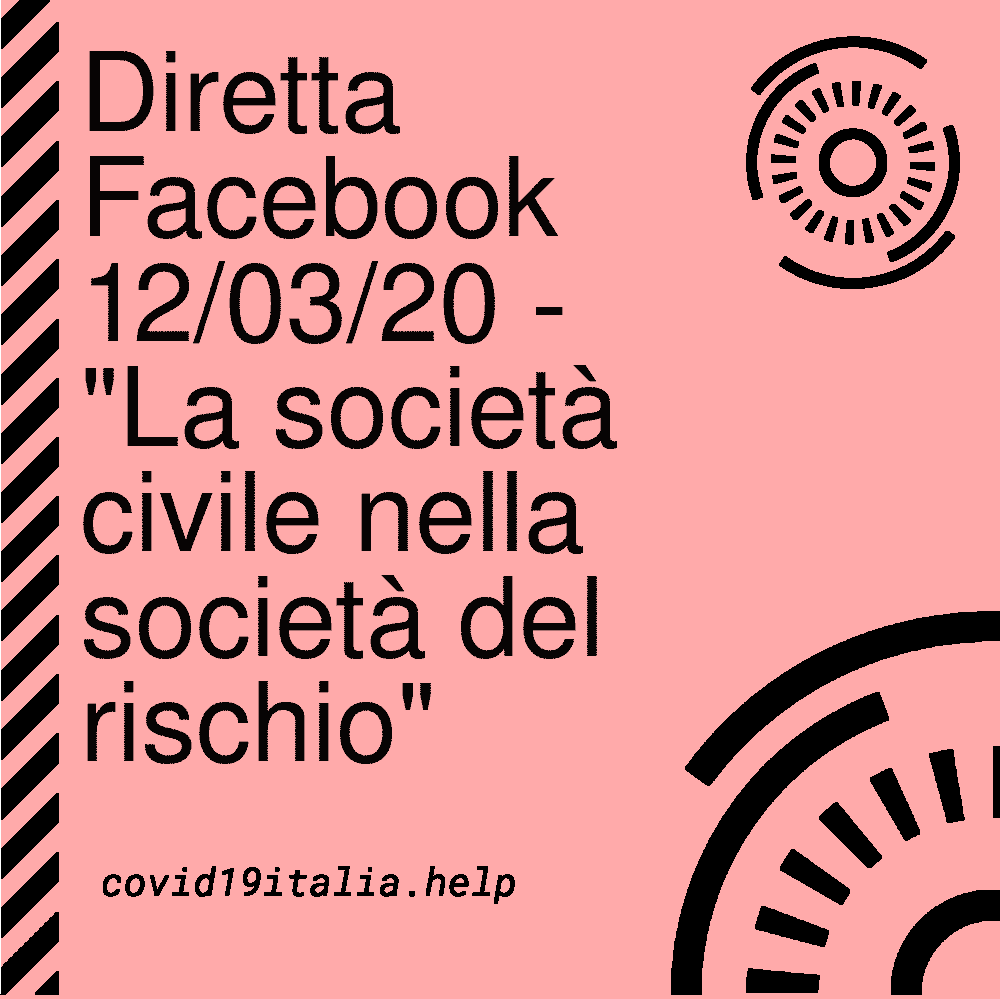 Diretta
Facebook
12/03/20 -
"La società
civile nella
società del
rischio"
covid19italia.help